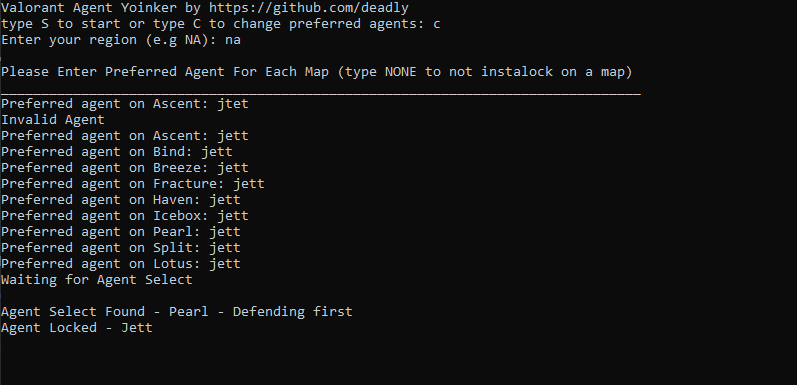 Valorant Agent Yoinker by https://github.com/deadly
type S to start or type C to change preferred agents: c
Enter your region (e.g NA): na
Please Enter Preferred Agent For Each Map (type NONE to not instalock on a map)
Preferred agent on Ascent: jtet
Invalid Agent
Preferred agent on Ascent: jett
Preferred agent on Bind: jett
Preferred agent on Breeze: jett
Preferred agent on Fracture: jett
Preferred agent on Haven: jett
Preferred agent on Icebox: jett
Preferred agent on Pearl: jett
Preferred agent on Split: jett
Preferred agent on Lotus: jett
Waiting for Agent Select
Agent Select Found - Pearl - Defending first
Agent Locked - Jett